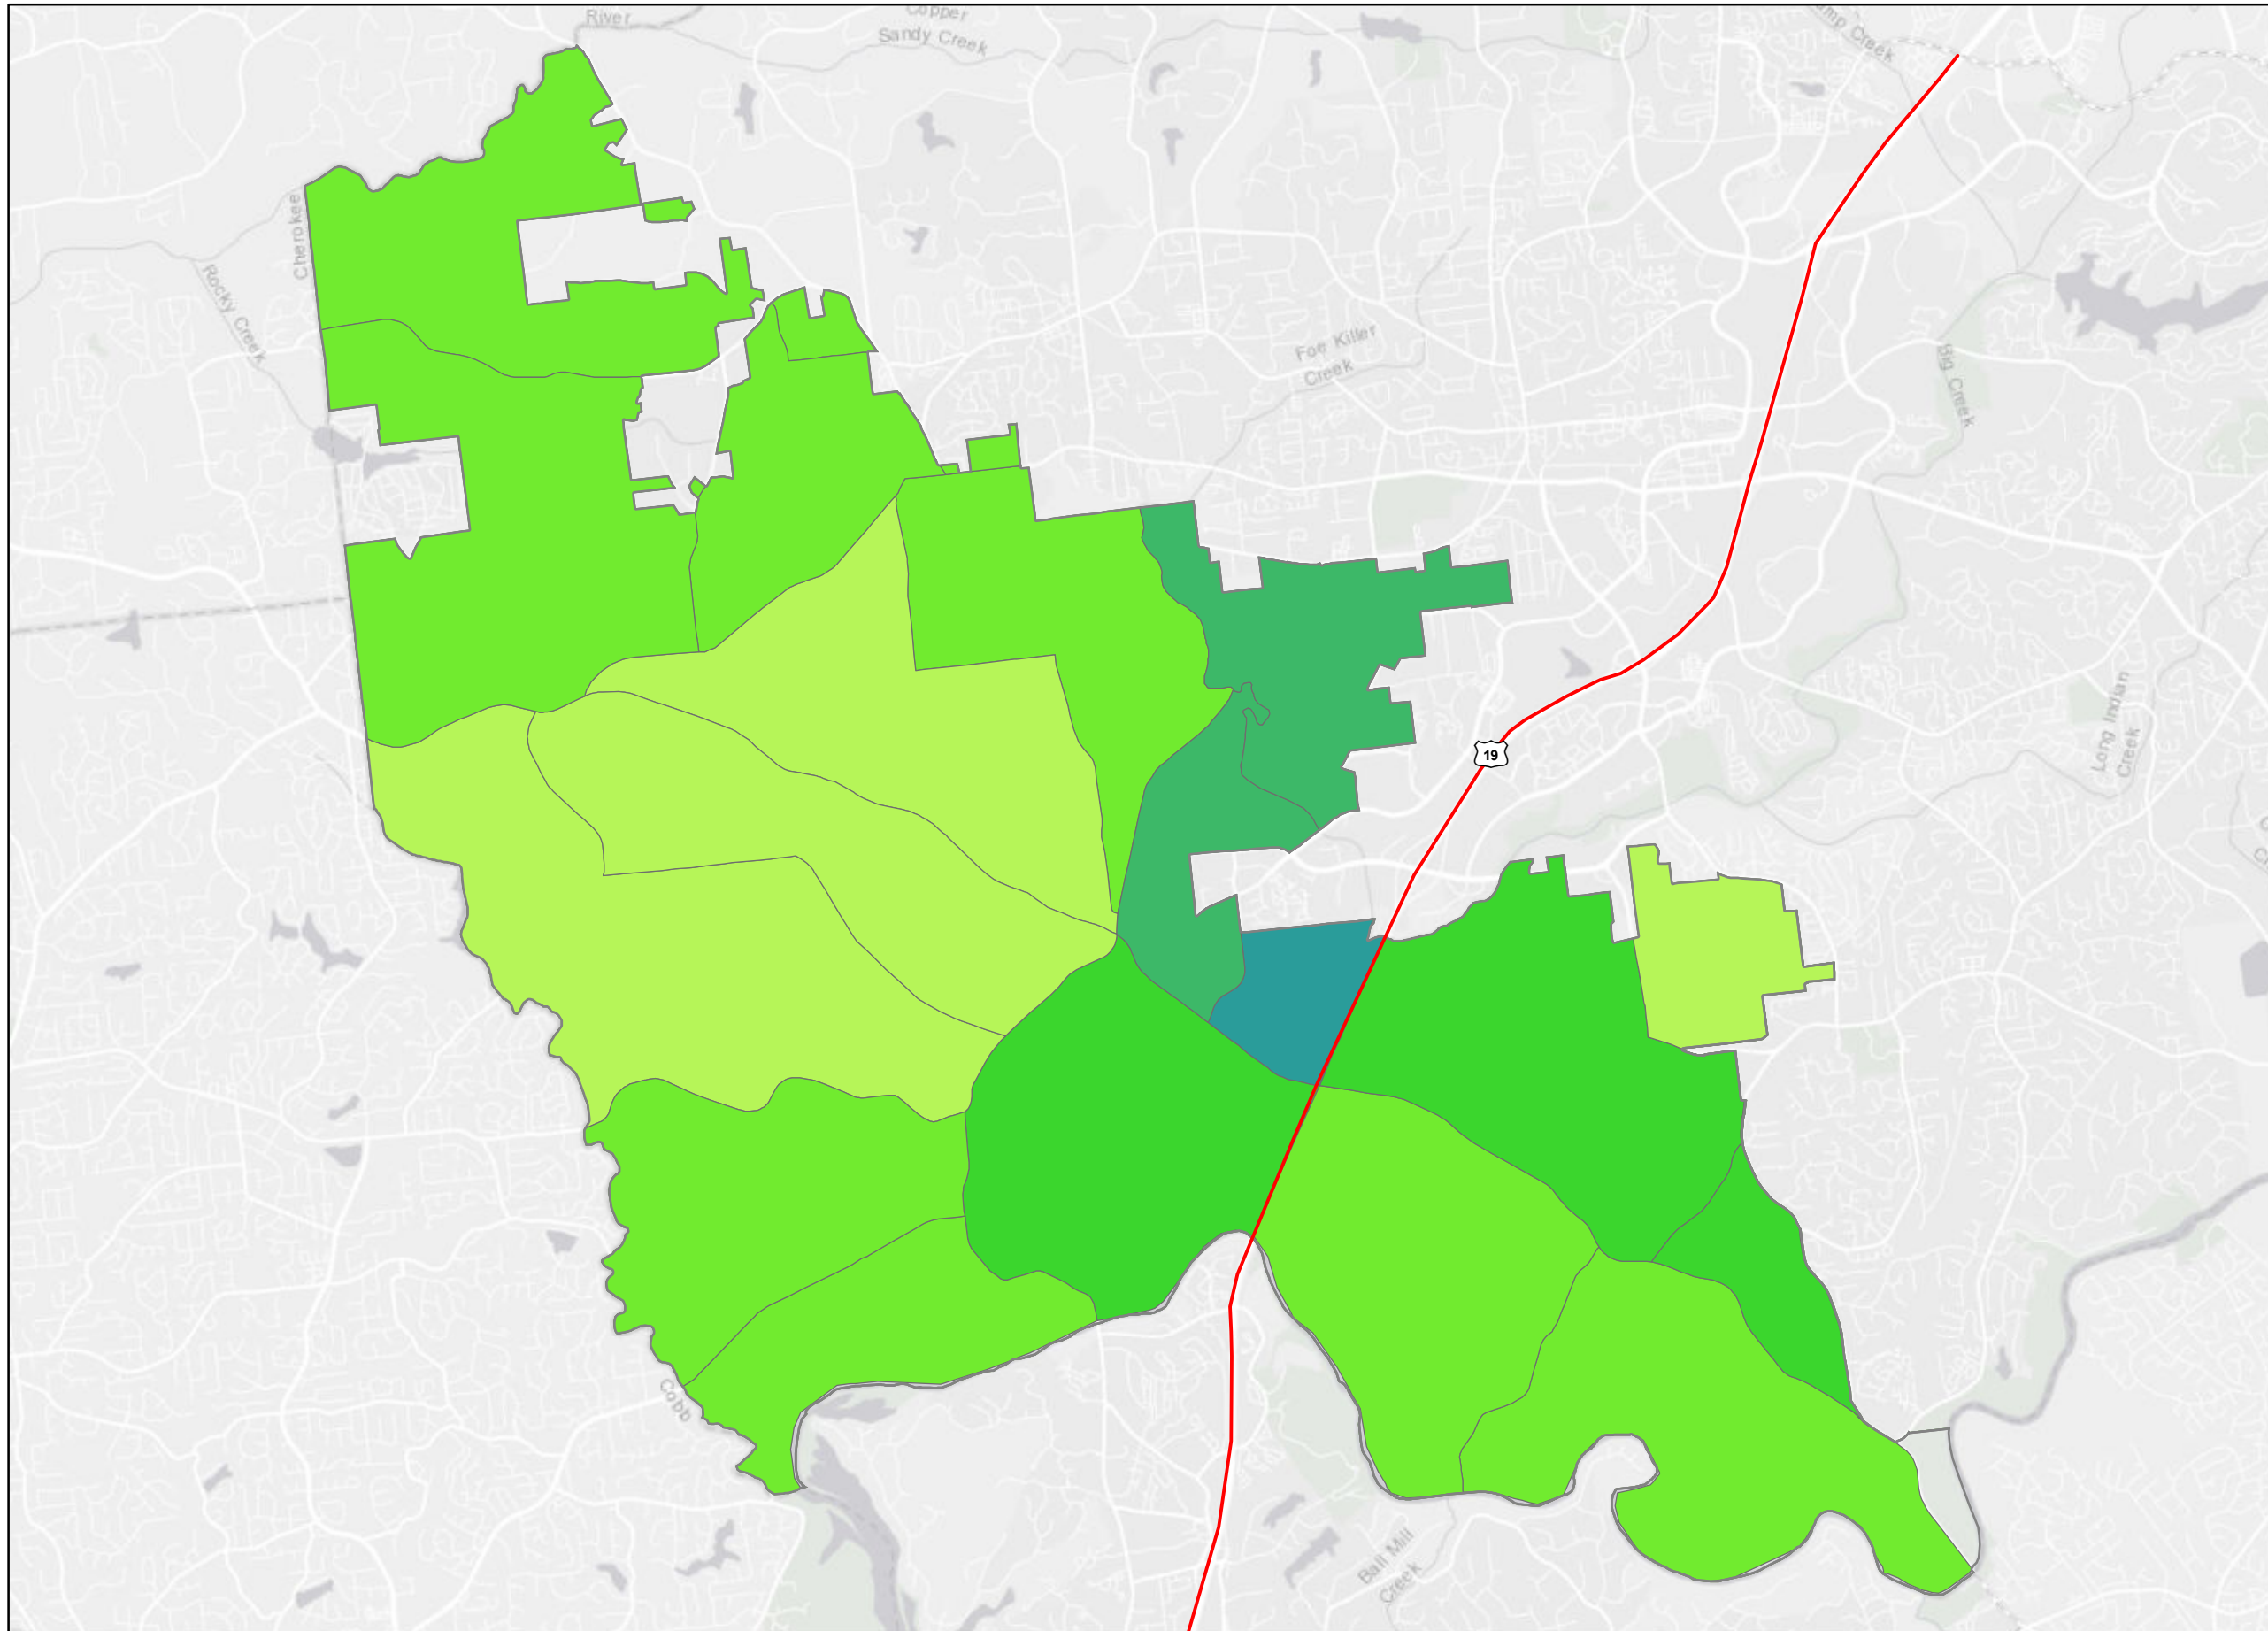 River
Copper
Sandy Creek
Cherokee
Rocky Creek
Foe Killer
Creek
Big Creek
Long Indian
Creek
19
Cobb
Ball Mill
Creek